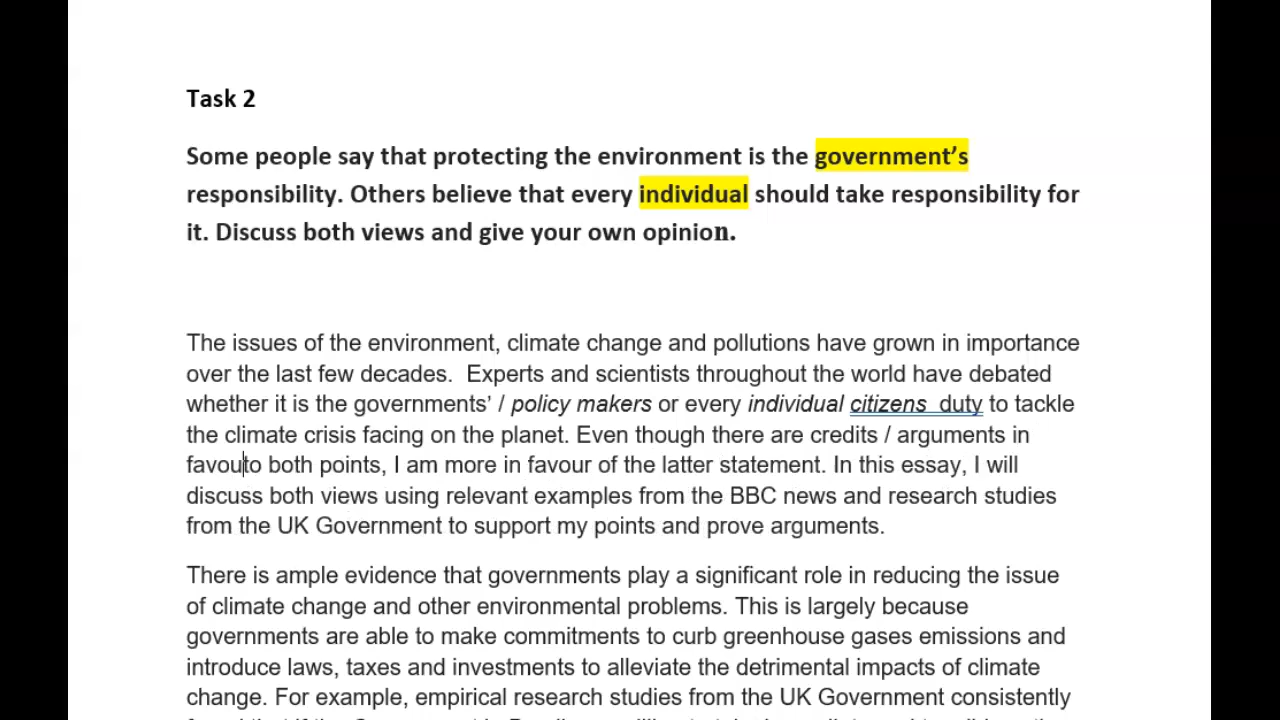 Task 2
Some people say that protecting the environment is the government’s
responsibility. Others believe that every individual should take responsibility for
it. Discuss both views and give your own opinion.
The issues of the environment, climate change and pollutions have grown in importance
over the last few decades.  Experts and scientists throughout the world have debated
whether it is the governments’ / policy makers or every individual citizens  duty to tackle
the climate crisis facing on the planet. Even though there are credits / arguments in
favouto both points, I am more in favour of the latter statement. In this essay, I will
discuss both views using relevant examples from the BBC news and research studies
from the UK Government to support my points and prove arguments.
There is ample evidence that governments play a significant role in reducing the issue
of climate change and other environmental problems. This is largely because
governments are able to make commitments to curb greenhouse gases emissions and
introduce laws, taxes and investments to alleviate the detrimental impacts of climate
change. For example, empirical research studies from the UK Government consistently